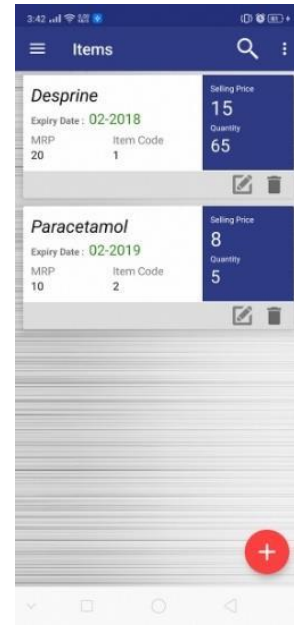 3:42
Items
Desprine
Expiry Date : 02-2018
MRP Item Code
20 1
Selling Price
15
Quantity
65
Paracetamol
Expiry Date : 02-2019
MRP Item Code
10 2
Selling Price
8
Quantity
5